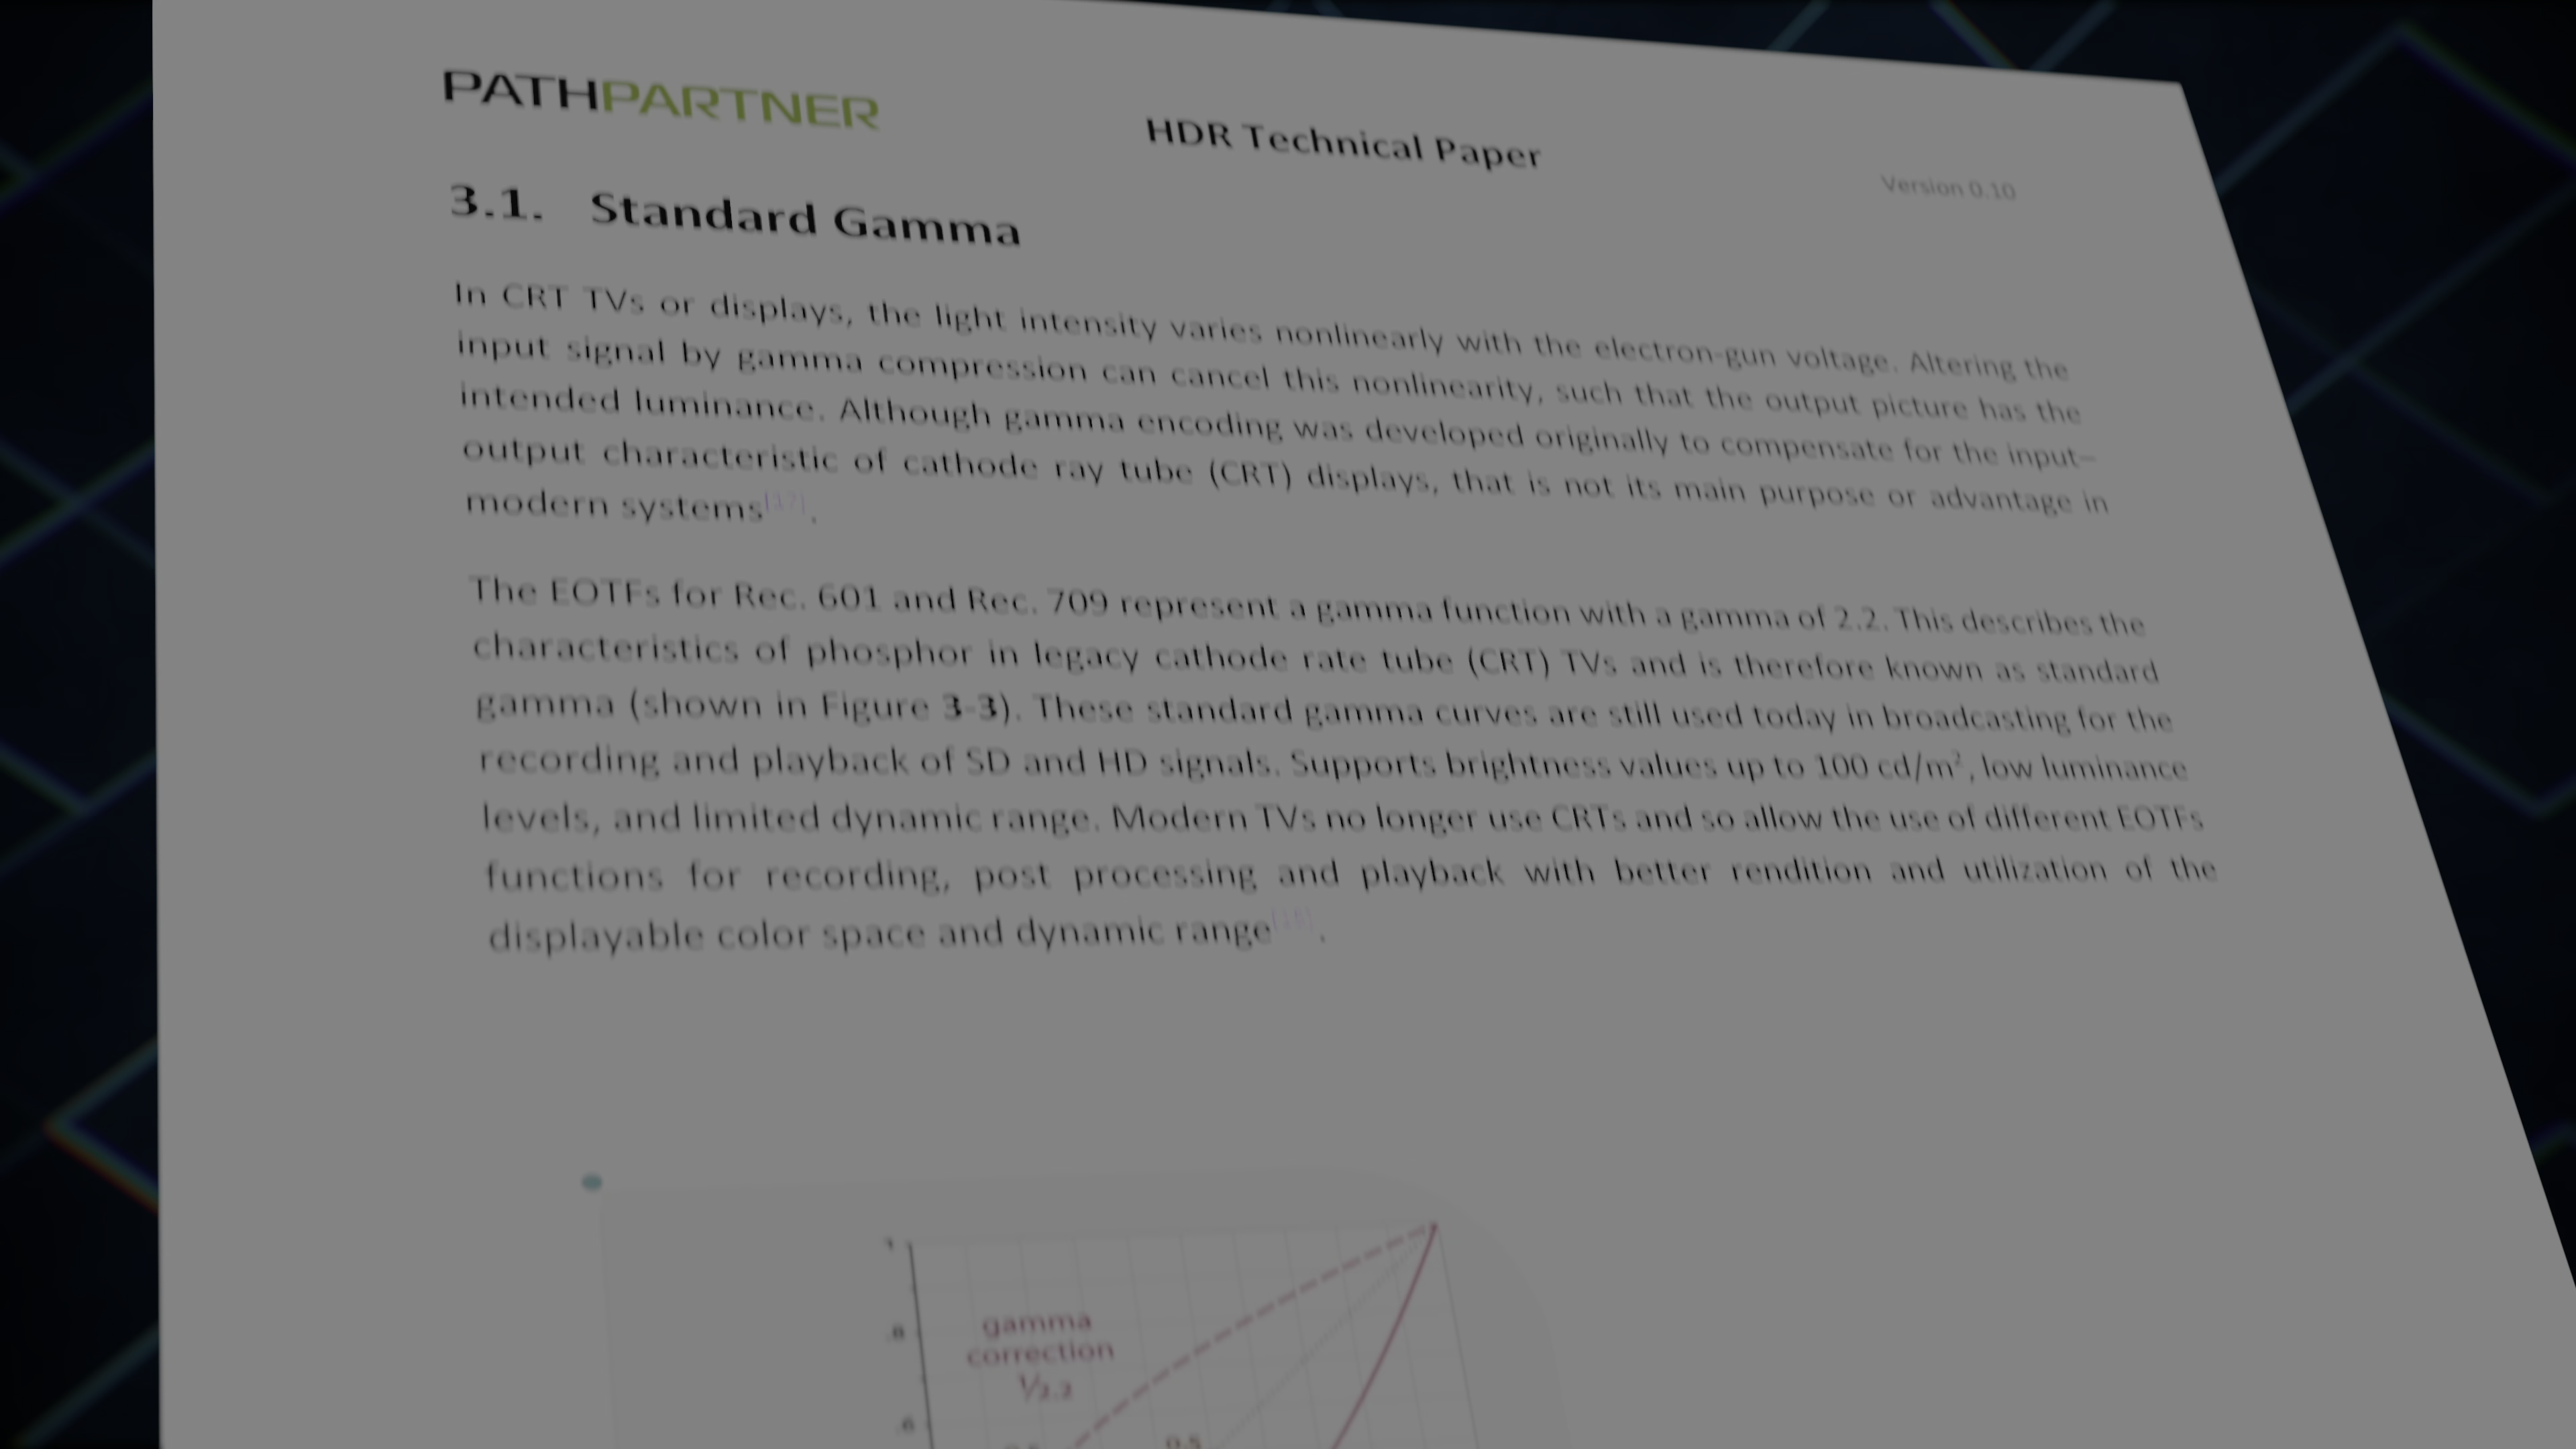 PATHPARTNER
HDR Technical Paper
Version 0.10
3.1. Standard Gamma
In CRT TVs or displays, the light intensity varies nonlinearly with the electron-gun voltage. Altering the
input signal by gamma compression can cancel this nonlinearity, such that the output picture has the
intended luminance. Although gamma encoding was developed originally to compensate for the input–
output characteristic of cathode ray tube (CRT) displays, that is not its main purpose or advantage in
modern systems[17].
The EOTFs for Rec. 601 and Rec. 709 represent a gamma function with a gamma of 2.2. This describes the
characteristics of phosphor in legacy cathode rate tube (CRT) TVs and is therefore known as standard
gamma (shown in Figure 3-3). These standard gamma curves are still used today in broadcasting for the
recording and playback of SD and HD signals. Supports brightness values up to 100 cd/m², low luminance
levels, and limited dynamic range. Modern TVs no longer use CRTs and so allow the use of different EOTFs
functions for recording, post processing and playback with better rendition and utilization of the
displayable color space and dynamic range.
1
gamma
.8
correction
1/2.2
.6
0.5